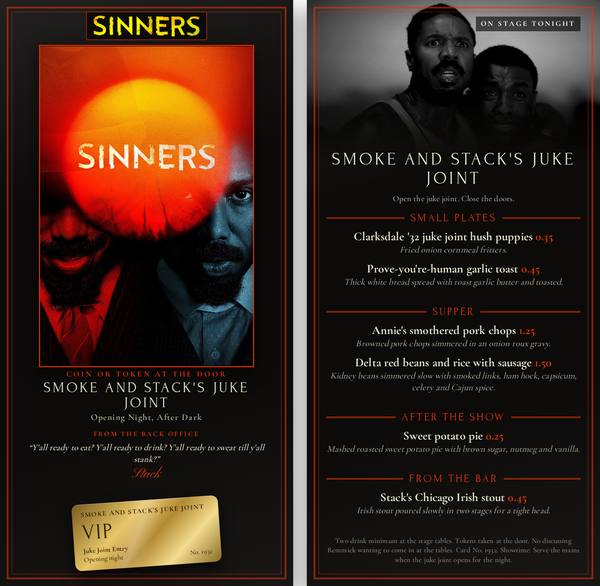 SINNERS
SINNERS
COIN OR TOKEN AT THE DOOR
SMOKE AND STACK'S JUKE
JOINT
Opening Night, After Dark
FROM THE BACK OFFICE
"Y'all ready to eat? Y'all ready to drink? Y'all ready to sweat till y'all
stank?"
Stack
SMOKE AND STACK'S JUKE JOINT
VIP
Juke Joint Entry
Opening night
No. 1932
ON STAGE TONIGHT
SMOKE AND STACK'S JUKE
JOINT
Open the juke joint. Close the doors.
SMALL PLATES
Clarksdale '32 juke joint hush puppies 0.35
Fried onion cornmeal fritters.
Prove-you're-human garlic toast 0.45
Thick white bread spread with roast garlic butter and toasted.
SUPPER
Annie's smothered pork chops 1.25
Browned pork chops simmered in an onion roux gravy.
Delta red beans and rice with sausage 1.50
Kidney beans simmered slow with smoked links, ham hock, capsicum,
celery and Cajun spice.
AFTER THE SHOW
Sweet potato pie 0.25
Mashed roasted sweet potato pie with brown sugar, nutmeg and vanilla.
FROM THE BAR
Stack's Chicago Irish stout 0.45
Irish stout poured slowly in two stages for a tight head.
Two drink minimum at the stage tables. Tokens taken at the door. No discussing
Remmick wanting to come in at the tables. Card No. 1932. Showtime: Serve the mains
when the juke joint opens for the night.